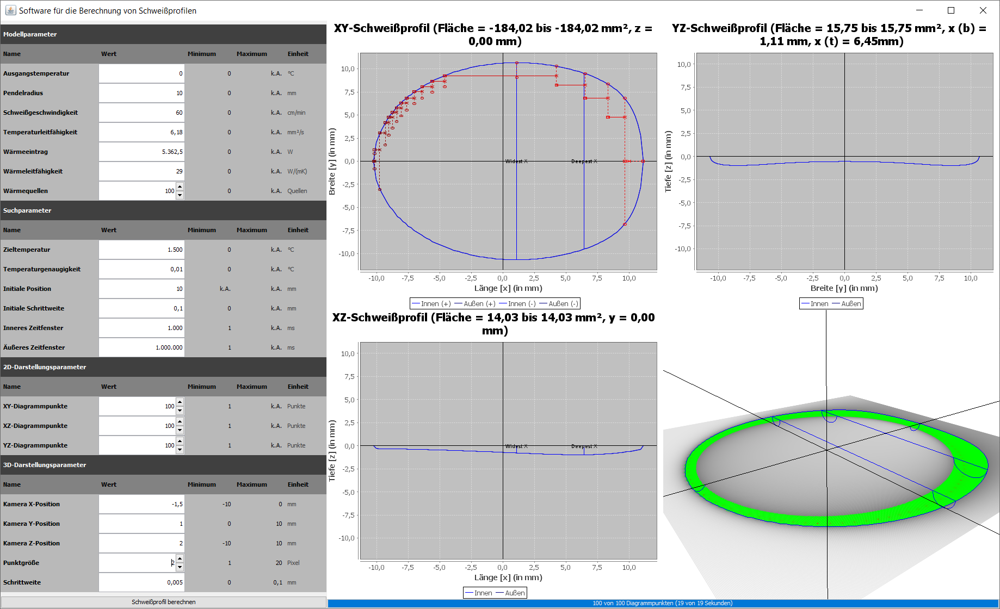 Software für die Berechnung von Schweißprofilen
Modellparameter
Name Wert Minimum Maximum Einheit
Ausgangstemperatur 0 0 k.A. °C
Pendelradius 10 0 k.A. mm
Schweißgeschwindigkeit 60 0 k.A. cm/min
Temperaturleitfähigkeit 6,18 0 k.A. mm²/s
Wärmeeintrag 5.362,5 0 k.A. W
Wärmeleitfähigkeit 29 0 k.A. W/(mK)
Wärmequellen 100 0 k.A. Quellen
Suchparameter
Name Wert Minimum Maximum Einheit
Zieltemperatur 1.500 0 k.A. °C
Temperaturgenaugigkeit 0,01 0 k.A. °C
Initiale Position 10 k.A. k.A. mm
Initiale Schrittweite 0,1 0 k.A. mm
Inneres Zeitfenster 1.000 1 k.A. ms
Äußeres Zeitfenster 1.000.000 1 k.A. ms
2D-Darstellungsparameter
Name Wert Minimum Maximum Einheit
XY-Diagrammpunkte 100 1 k.A. Punkte
XZ-Diagrammpunkte 100 1 k.A. Punkte
YZ-Diagrammpunkte 100 1 k.A. Punkte
3D-Darstellungsparameter
Name Wert Minimum Maximum Einheit
Kamera X-Position -1,5 -10 0 mm
Kamera Y-Position 1 0 10 mm
Kamera Z-Position 2 -10 10 mm
Punktgröße 2 1 20 Pixel
Schrittweite 0,005 0 0,1 mm
Schweißprofil berechnen
XY-Schweißprofil (Fläche = -184,02 bis -184,02 mm², z =
0,00 mm)
10,0
7,5
5,0
2,5
0,0
-2,5
-5,0
-7,5
-10,0
Breite [y] (in mm)
Widest X Deepest X
-10,0 -7,5 -5,0 -2,5 0,0 2,5 5,0 7,5 10,0
Länge [x] (in mm)
Innen (+) Außen (+) Innen (-) Außen (-)
YZ-Schweißprofil (Fläche = 15,75 bis 15,75 mm², x (b) =
1,11 mm, x (t) = 6,45mm)
10,0
7,5
5,0
2,5
0,0
-2,5
-5,0
-7,5
-10,0
Tiefe [z] (in mm)
-10,0 -7,5 -5,0 -2,5 0,0 2,5 5,0 7,5 10,0
Breite [y] (in mm)
Innen Außen
XZ-Schweißprofil (Fläche = 14,03 bis 14,03 mm², y = 0,00
mm)
10,0
7,5
5,0
2,5
0,0
-2,5
-5,0
-7,5
-10,0
Tiefe [z] (in mm)
Widest X Deepest X
-10,0 -7,5 -5,0 -2,5 0,0 2,5 5,0 7,5 10,0
Länge [x] (in mm)
Innen Außen
100 von 100 Diagrammpunkten (19 von 19 Sekunden)